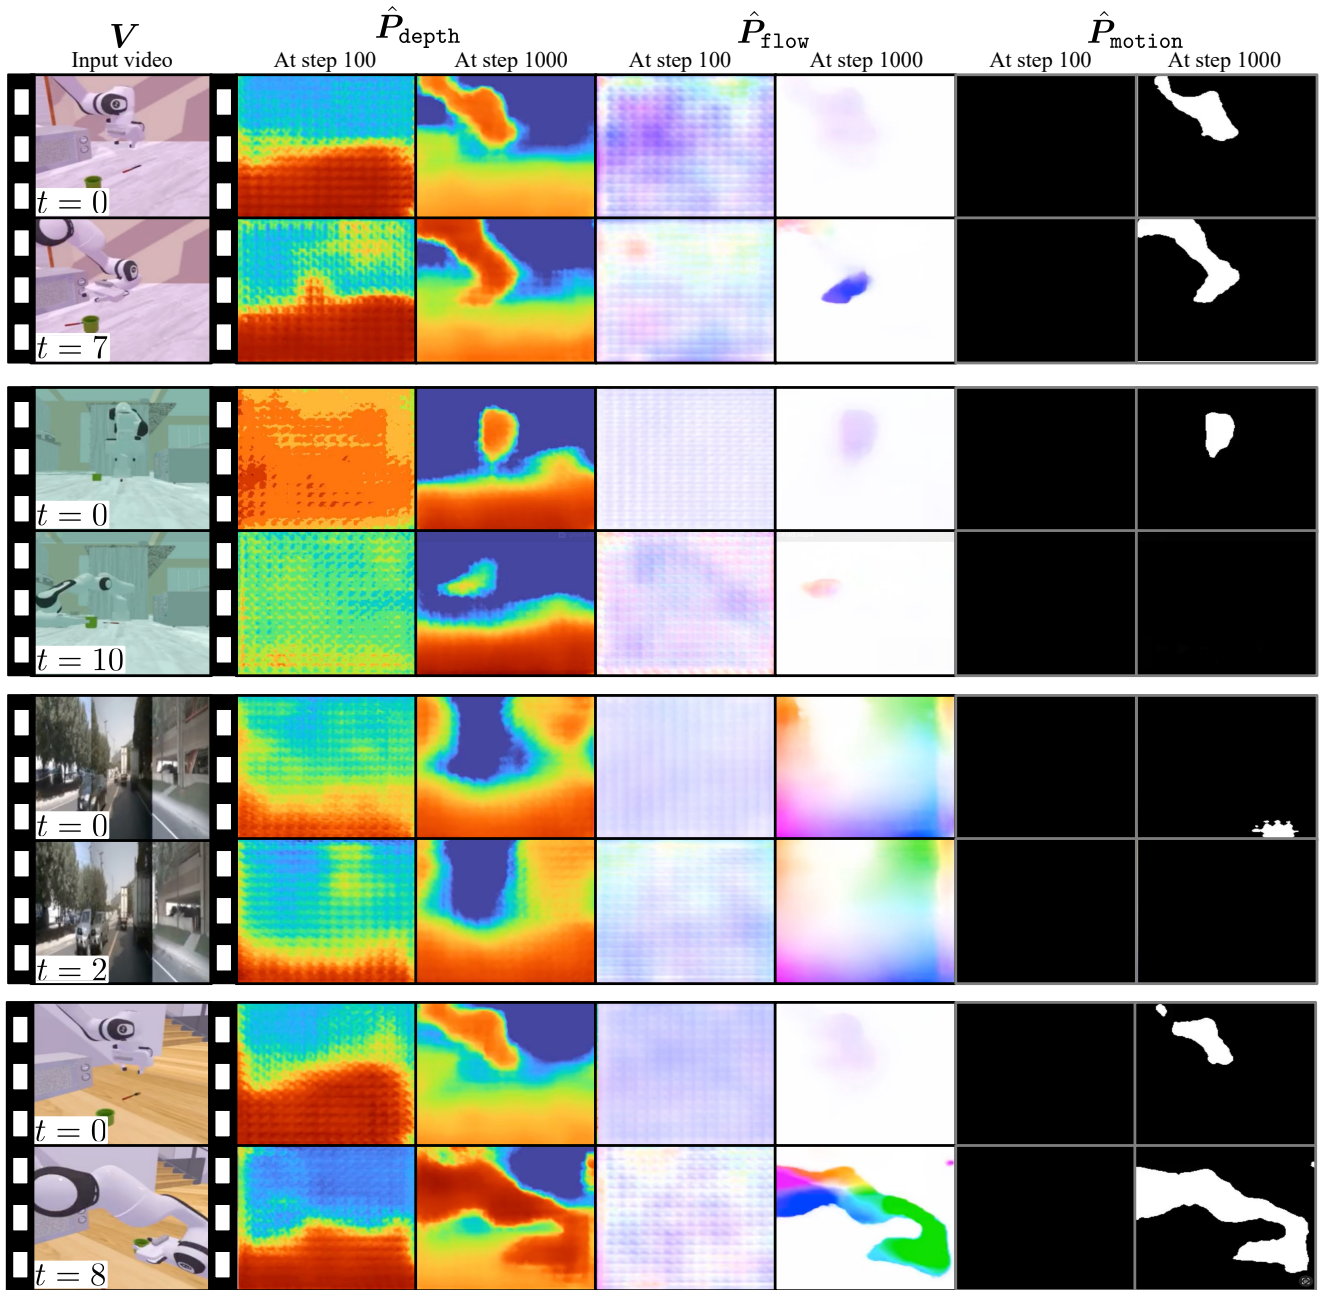 V P̂depth P̂flow P̂motion
Input video At step 100 At step 1000 At step 100 At step 1000 At step 100 At step 1000
t = 0
t = 7
t = 0
t = 10
t = 0
t = 2
t = 0
t = 8